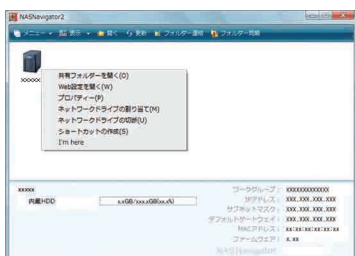 NASNavigator2
メニュー 表示 開く 更新 フォルダー連結 フォルダー同期
xxxxx
共有フォルダーを開く(O)
Web設定を開く(W)
プロパティー(P)
ネットワークドライブの割り当て(M)
ネットワークドライブの切断(U)
ショートカットの作成(S)
I'm here
xxxxx
内蔵HDD x.xGB/xxx.xGB(xx.x%)
ワークグループ： xxxxxxxxxxxx
IPアドレス： xxx.xxx.xxx.xxx
サブネットマスク： xxx.xxx.xxx.xxx
デフォルトゲートウェイ： xxx.xxx.xxx.xxx
MACアドレス： xx:xx:xx:xx:xx:xx
ファームウェア： x.xx
NAS Navigator